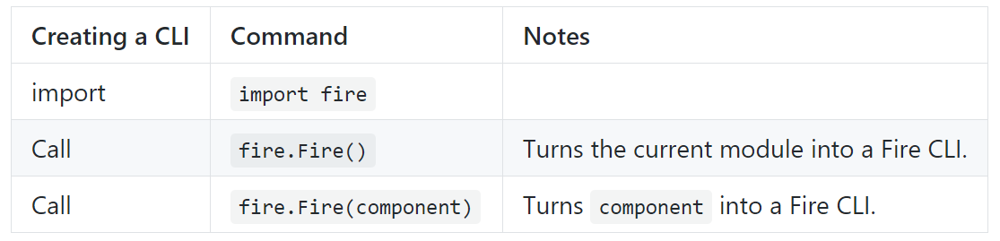 Creating a CLI Command Notes
import import fire
Call fire.Fire() Turns the current module into a Fire CLI.
Call fire.Fire(component) Turns component into a Fire CLI.